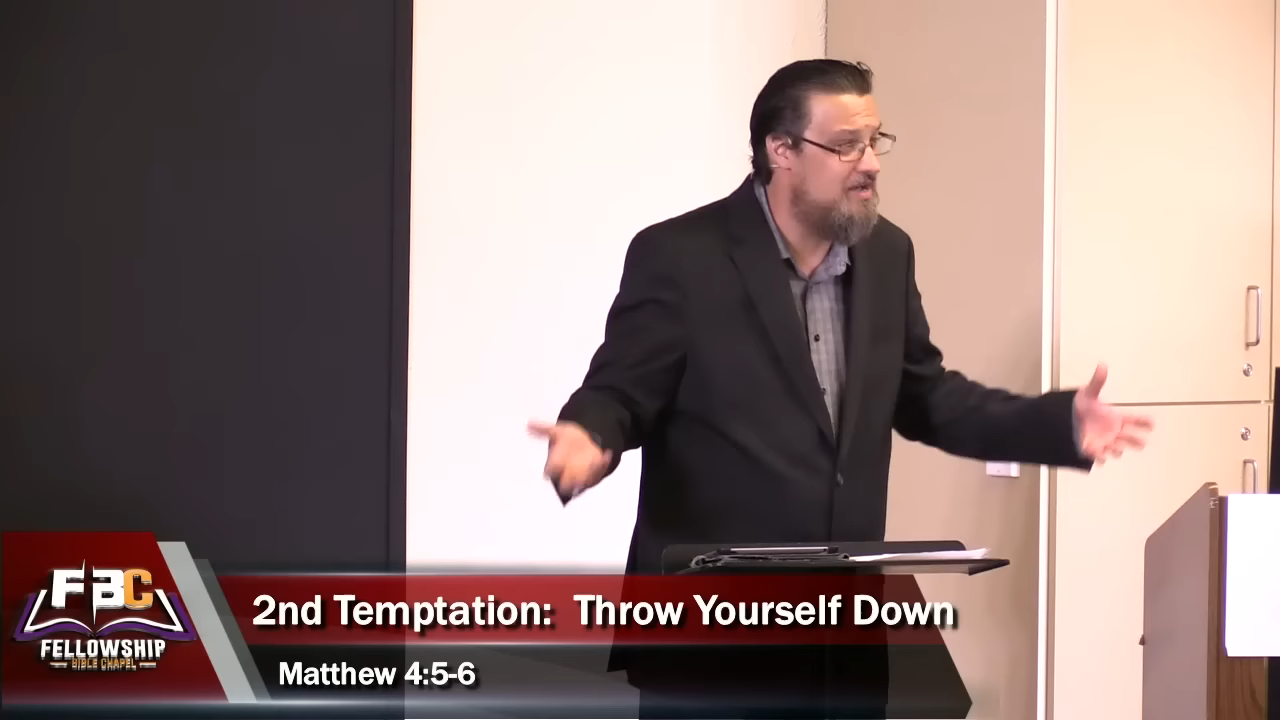 2nd Temptation:  Throw Yourself Down
Matthew 4:5-6
FBC
FELLOWSHIP
BIBLE CHAPEL